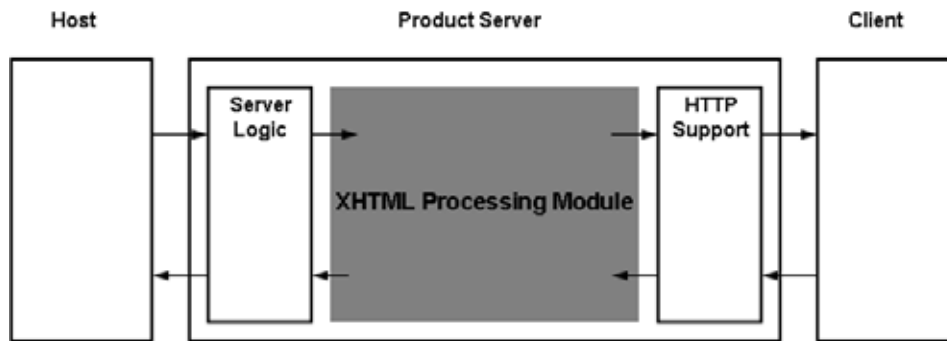 Host
Product Server
Client
Server
Logic
HTTP
Support
XHTML Processing Module